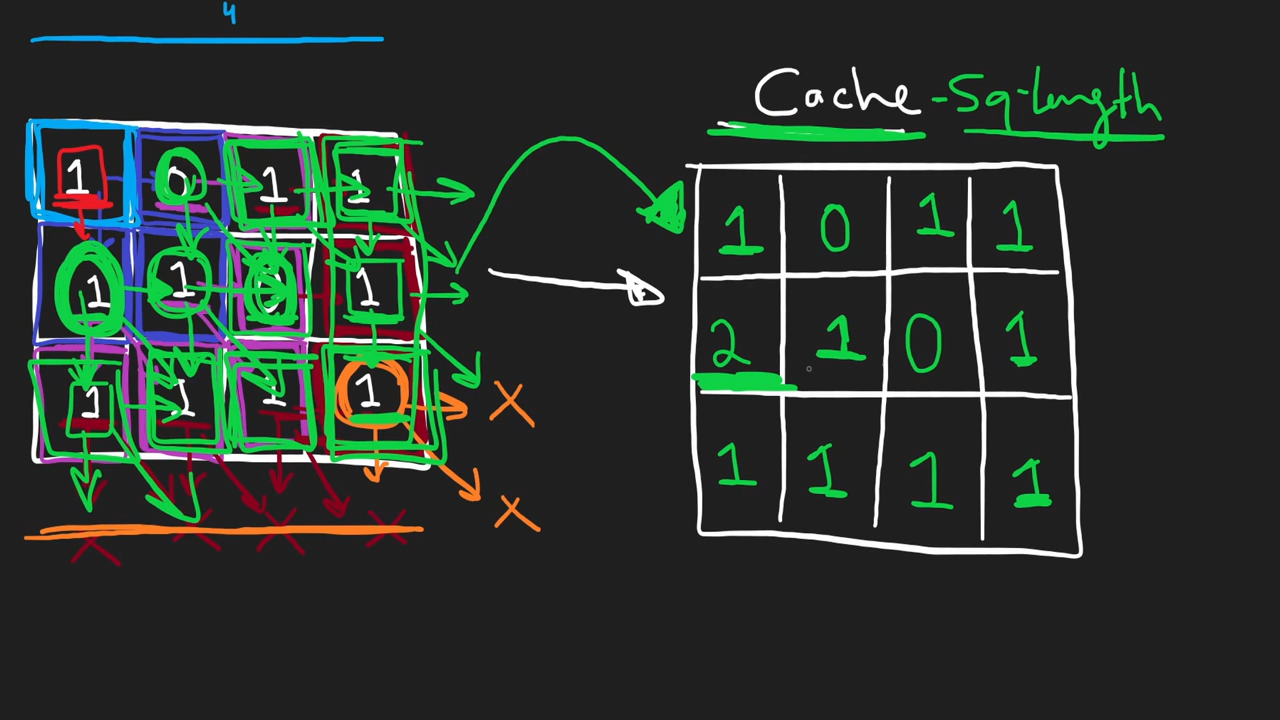 4
Cache - Sq-Length
1 0 1 1
1 1 0 1
1 1 1 1
X
X
X X X X
1 0 1 1
2 1 0 1
1 1 1 1